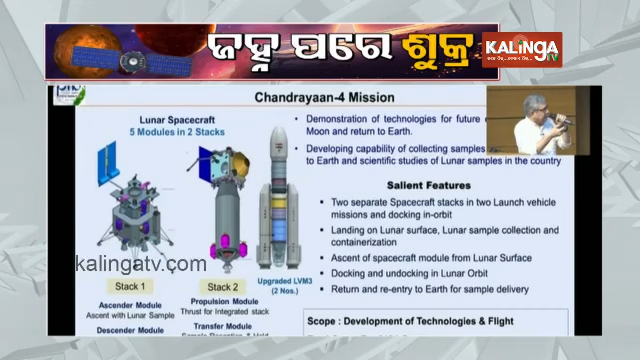 ଜହ୍ନ ପରେ ଶୁକ୍ର
KALINGA
TV
Chandrayaan-4 Mission
Lunar Spacecraft
5 Modules in 2 Stacks
Stack 1
Stack 2
Upgraded LVM3
(2 Nos.)
Ascender Module
Ascent with Lunar Sample
Descender Module
Propulsion Module
Thrust for Integrated stack
Transfer Module
• Demonstration of technologies for future
Moon and return to Earth.
• Developing capability of collecting samples
to Earth and scientific studies of Lunar samples in the country
Salient Features
▪ Two separate Spacecraft stacks in two Launch vehicle
missions and docking in-orbit
▪ Landing on Lunar surface, Lunar sample collection and
containerization
▪ Ascent of spacecraft module from Lunar Surface
▪ Docking and undocking in Lunar Orbit
▪ Return and re-entry to Earth for sample delivery
Scope : Development of Technologies & Flight
kalingatv.com